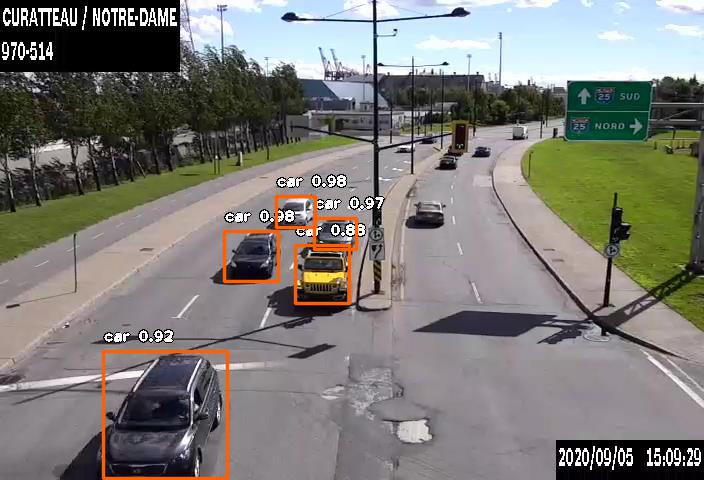 CURATTEAU / NOTRE-DAME
970-514
25 SUD
25 NORD
car 0.98
car 0.97
car 0.98
car 0.88
car 0.92
2020/09/05 15:09:29